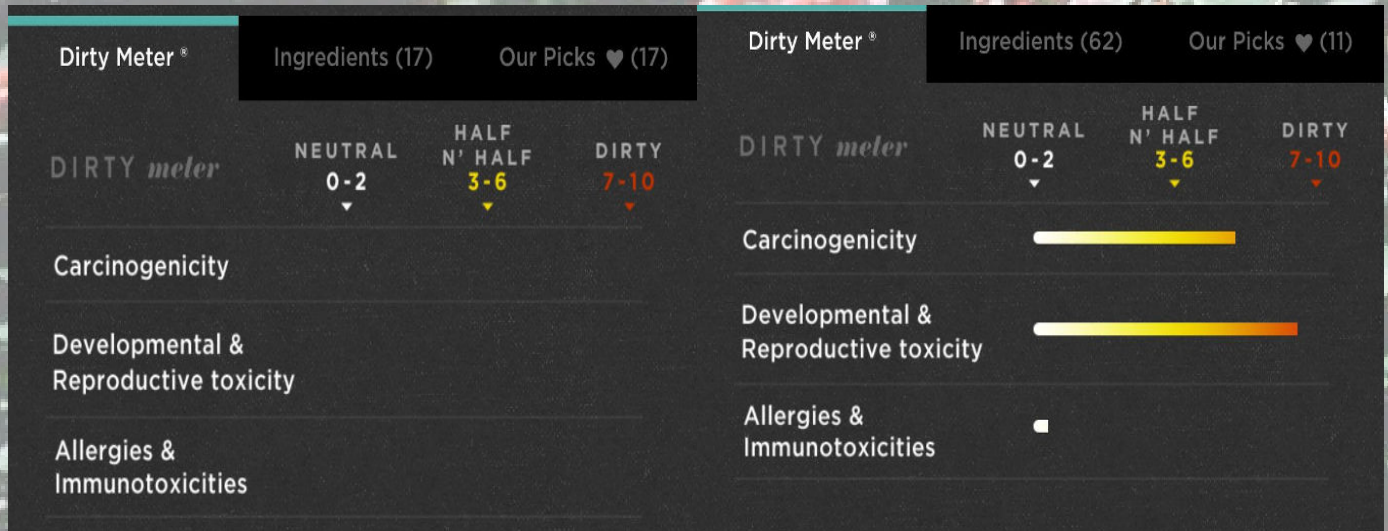 Dirty Meter ®
Ingredients (17)
Our Picks ♥ (17)
DIRTY meter
NEUTRAL
0-2
HALF
N' HALF
3-6
DIRTY
7-10
Carcinogenicity
Developmental &
Reproductive toxicity
Allergies &
Immunotoxicities
Dirty Meter ®
Ingredients (62)
Our Picks ♥ (11)
DIRTY meter
NEUTRAL
0-2
HALF
N' HALF
3-6
DIRTY
7-10
Carcinogenicity
Developmental &
Reproductive toxicity
Allergies &
Immunotoxicities